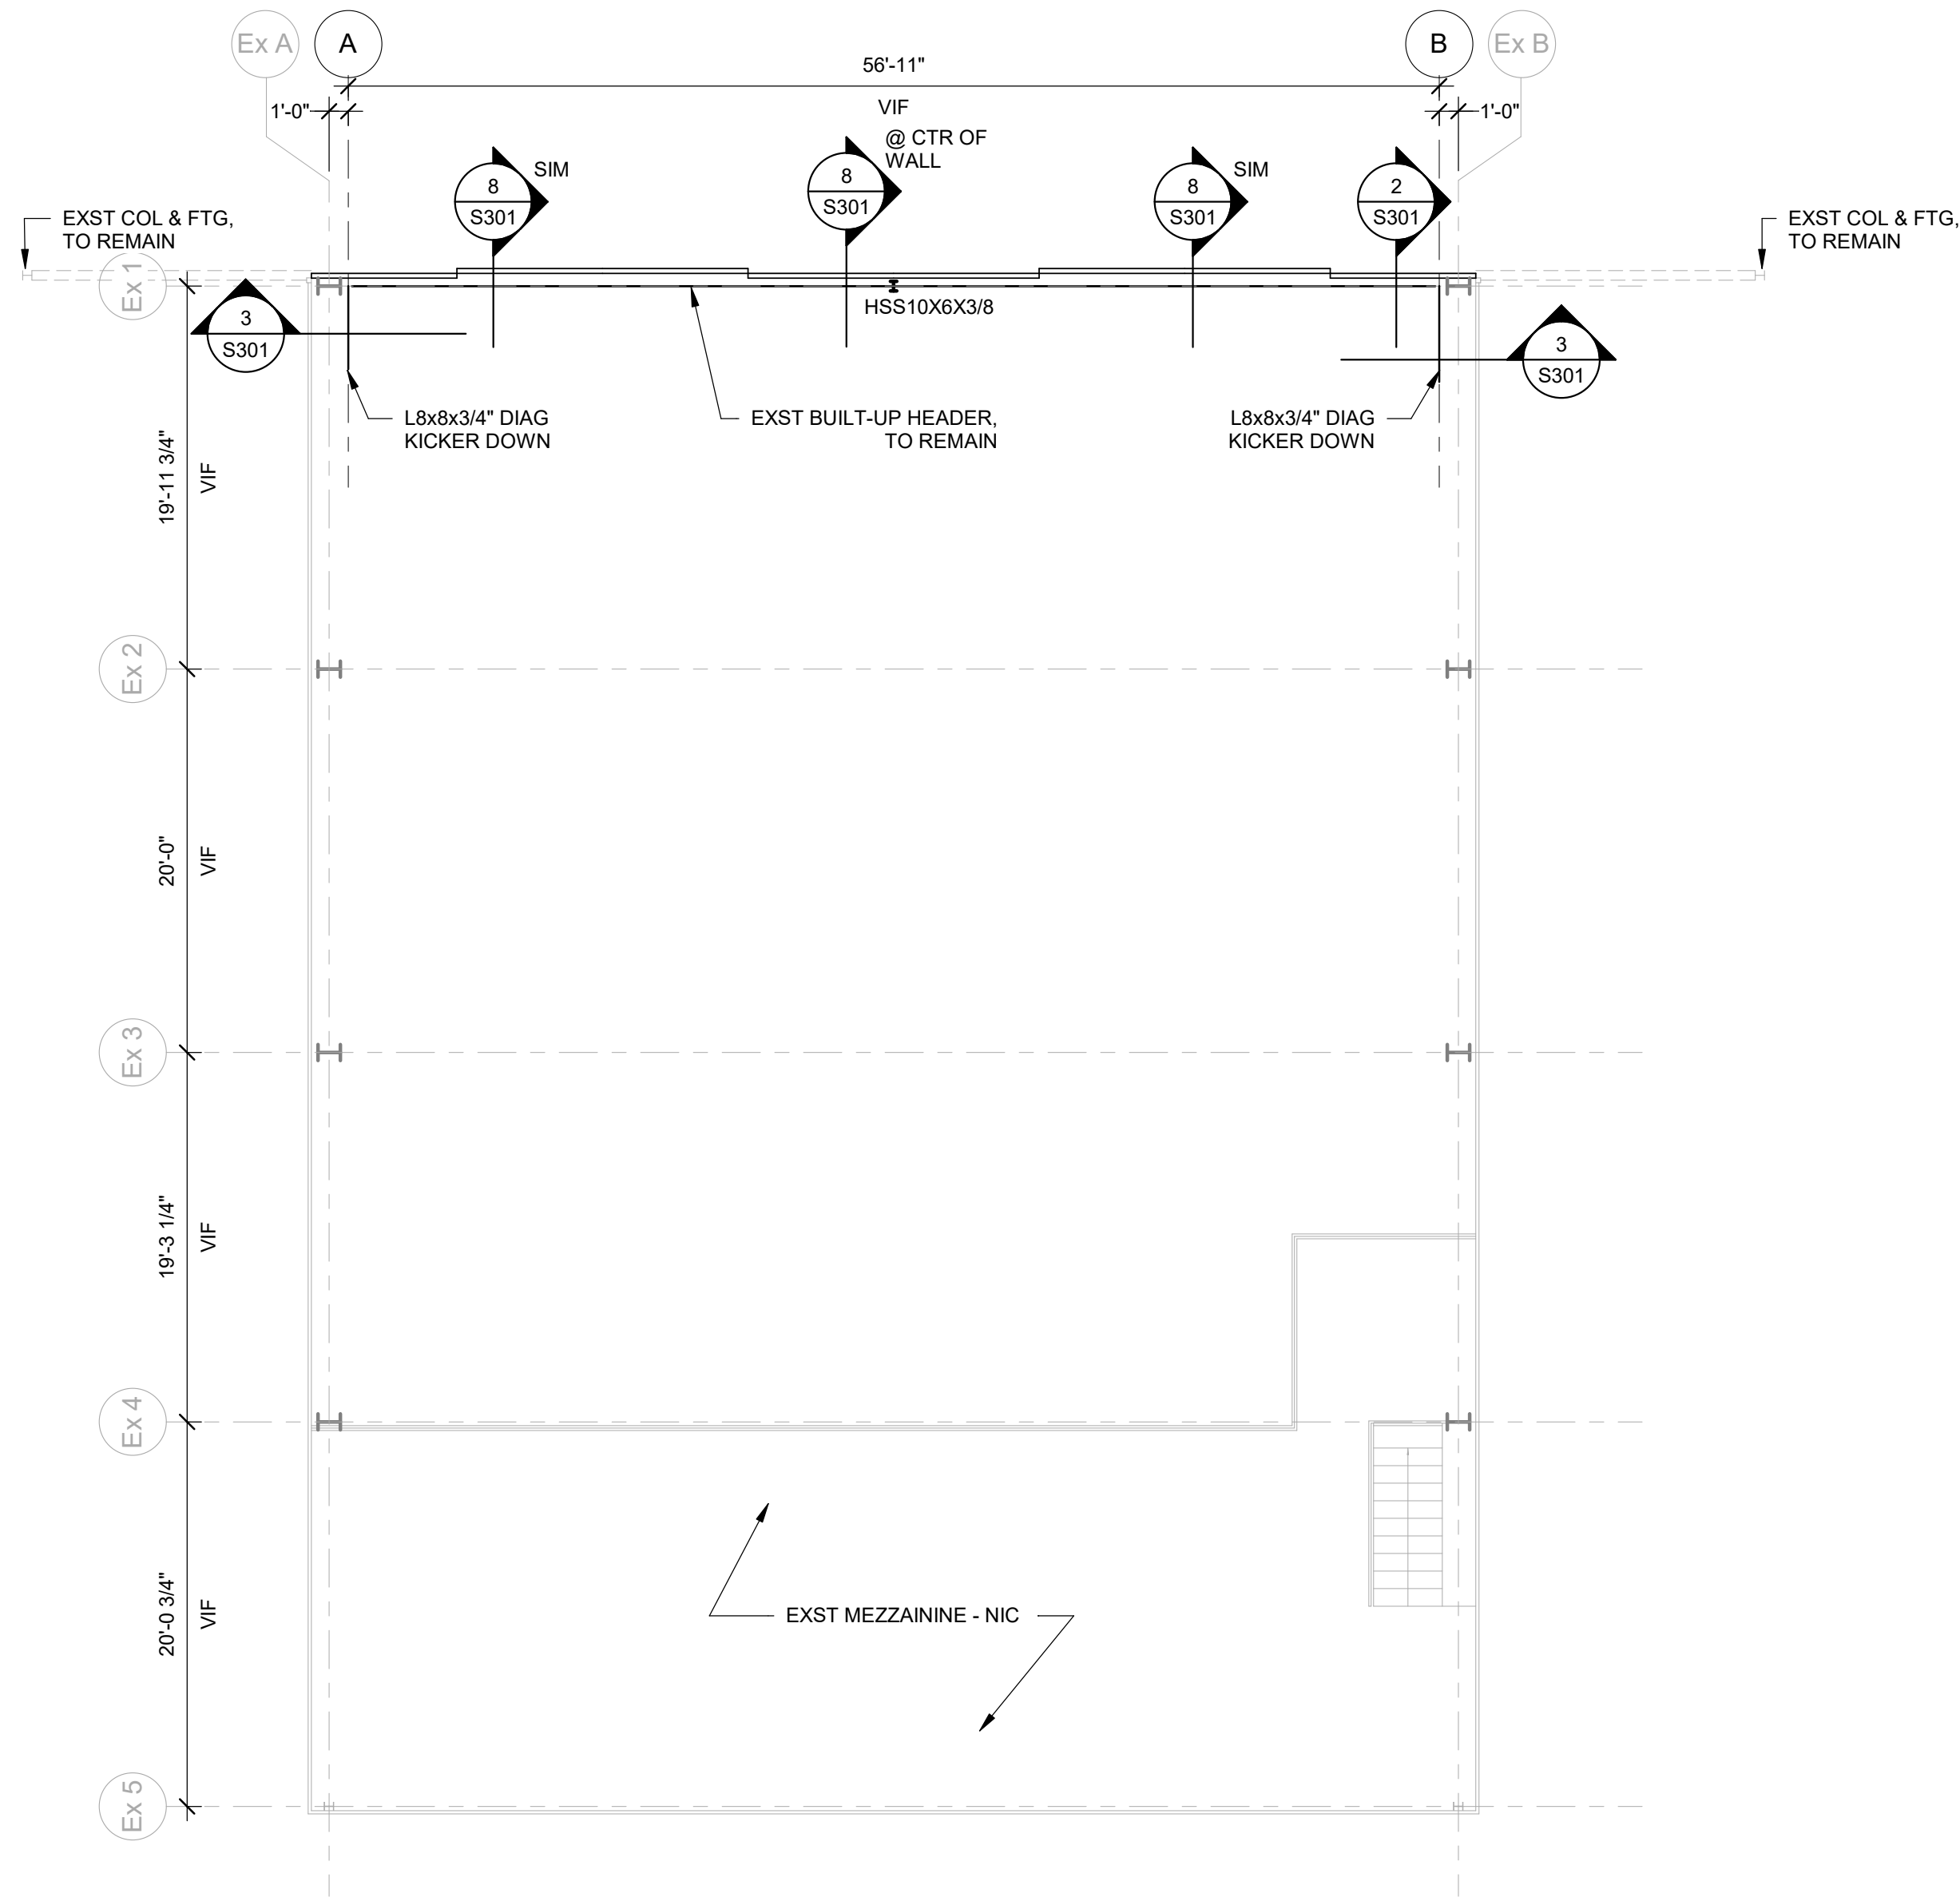 Ex A
A
B
Ex B
56'-11"
1'-0"
VIF
1'-0"
@ CTR OF
WALL
8
S301
SIM
8
S301
8
S301
SIM
2
S301
EXST COL & FTG,
TO REMAIN
EXST COL & FTG,
TO REMAIN
Ex 1
HSS10X6X3/8
3
S301
3
S301
L8x8x3/4" DIAG
KICKER DOWN
EXST BUILT-UP HEADER,
TO REMAIN
L8x8x3/4" DIAG
KICKER DOWN
19'-11 3/4"
VIF
Ex 2
20'-0"
VIF
Ex 3
19'-3 1/4"
VIF
Ex 4
20'-0 3/4"
VIF
EXST MEZZAININE - NIC
Ex 5